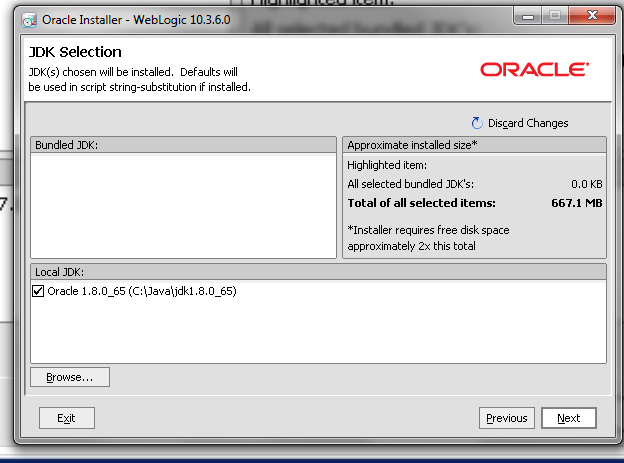 Oracle Installer - WebLogic 10.3.6.0
JDK Selection
JDK(s) chosen will be installed. Defaults will
be used in script string-substitution if installed.
ORACLE
Discard Changes
Bundled JDK:
Approximate installed size*
Highlighted item:
All selected bundled JDK's: 0.0 KB
Total of all selected items: 667.1 MB
*Installer requires free disk space
approximately 2x this total
Local JDK:
Oracle 1.8.0_65 (C:\Java\jdk1.8.0_65)
Browse...
Exit
Previous
Next